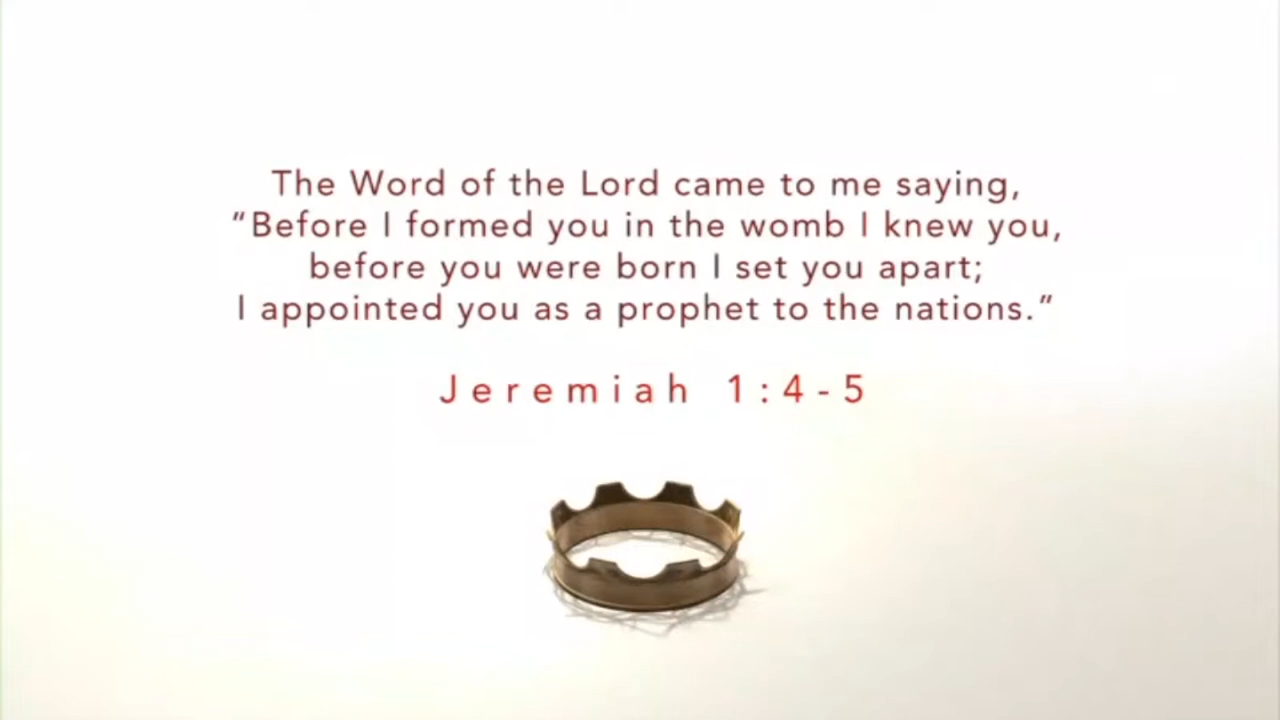 The Word of the Lord came to me saying,
"Before I formed you in the womb I knew you,
before you were born I set you apart;
I appointed you as a prophet to the nations."
Jeremiah 1:4-5